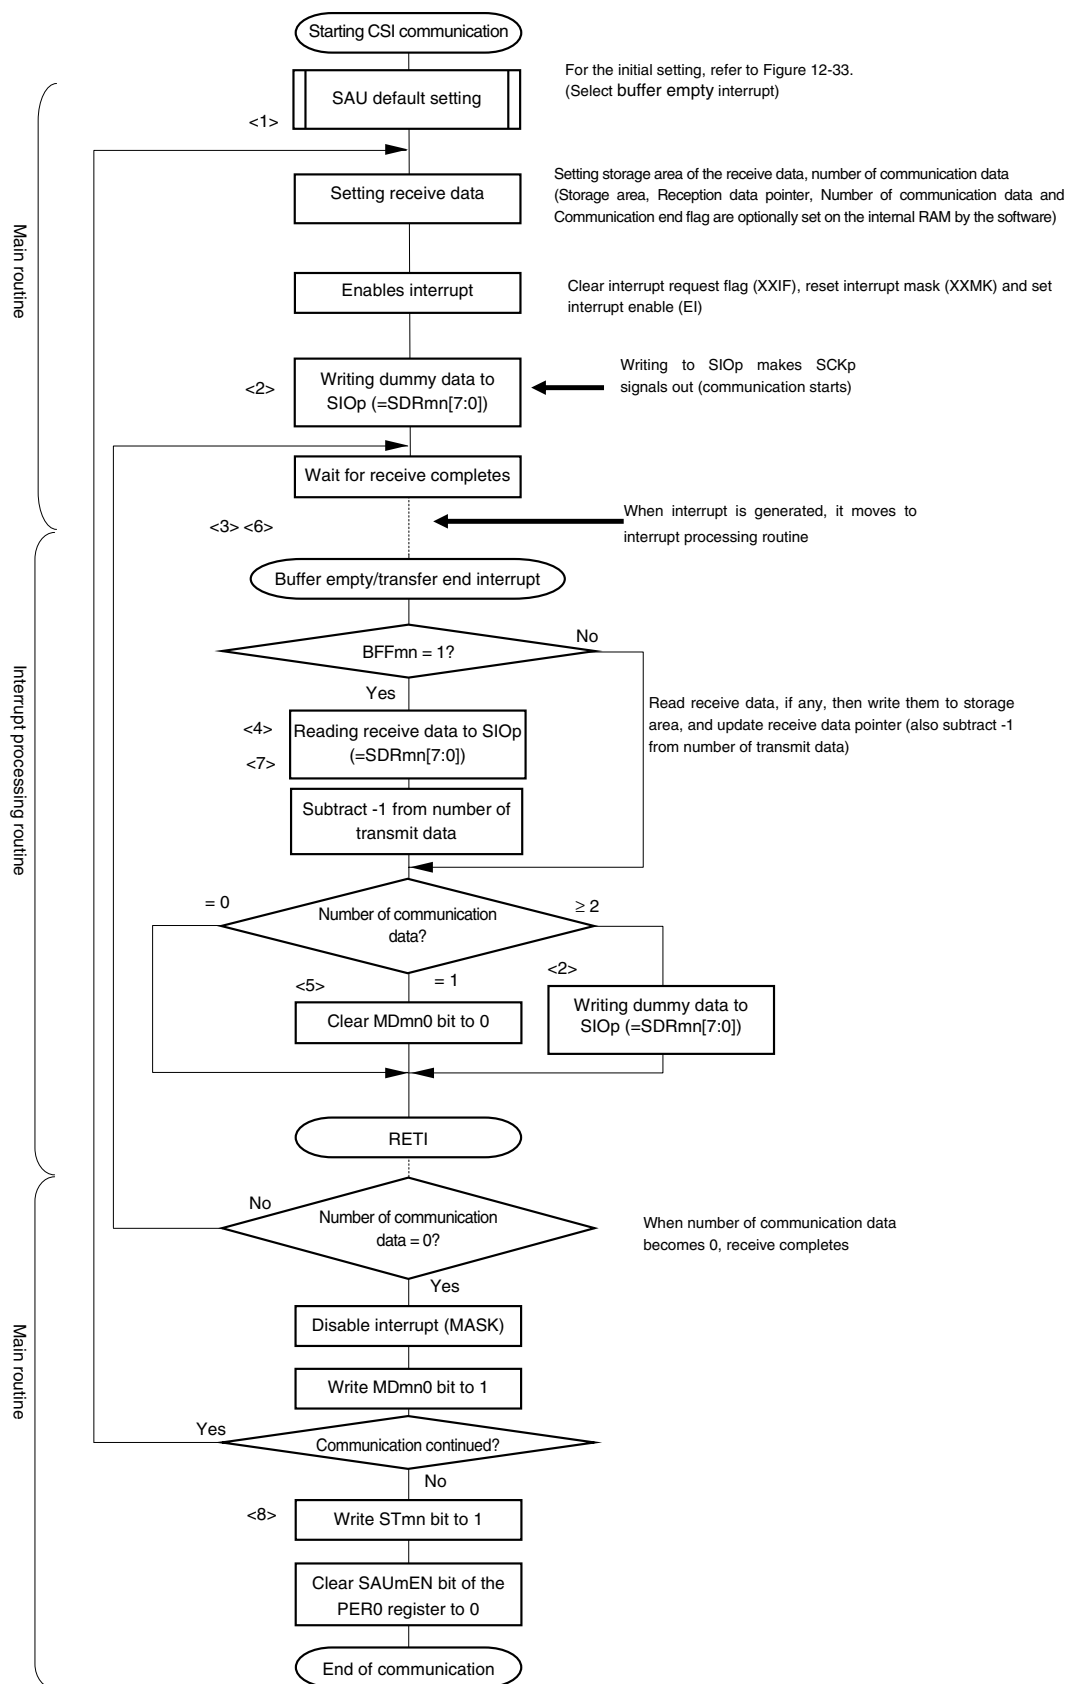 Starting CSI communication
For the initial setting, refer to Figure 12-33.
(Select buffer empty interrupt)
SAU default setting
<1>
Setting receive data
Setting storage area of the receive data, number of communication data
(Storage area, Reception data pointer, Number of communication data and
Communication end flag are optionally set on the internal RAM by the software)
Main routine
Enables interrupt
Clear interrupt request flag (XXIF), reset interrupt mask (XXMK) and set
interrupt enable (EI)
<2>
Writing dummy data to
SIOp (=SDRmn[7:0])
Writing to SIOp makes SCKp
signals out (communication starts)
Wait for receive completes
<3> <6>
When interrupt is generated, it moves to
interrupt processing routine
Buffer empty/transfer end interrupt
BFFmn = 1?
No
Yes
Interrupt processing routine
<4>
<7>
Reading receive data to SIOp
(=SDRmn[7:0])
Read receive data, if any, then write them to storage
area, and update receive data pointer (also subtract -1
from number of transmit data)
Subtract -1 from number of
transmit data
= 0
Number of communication
data?
≥ 2
= 1
<5>
Clear MDmn0 bit to 0
<2>
Writing dummy data to
SIOp (=SDRmn[7:0])
RETI
No
Number of communication
data = 0?
When number of communication data
becomes 0, receive completes
Yes
Main routine
Disable interrupt (MASK)
Write MDmn0 bit to 1
Yes
Communication continued?
No
<8>
Write STmn bit to 1
Clear SAUmEN bit of the
PER0 register to 0
End of communication